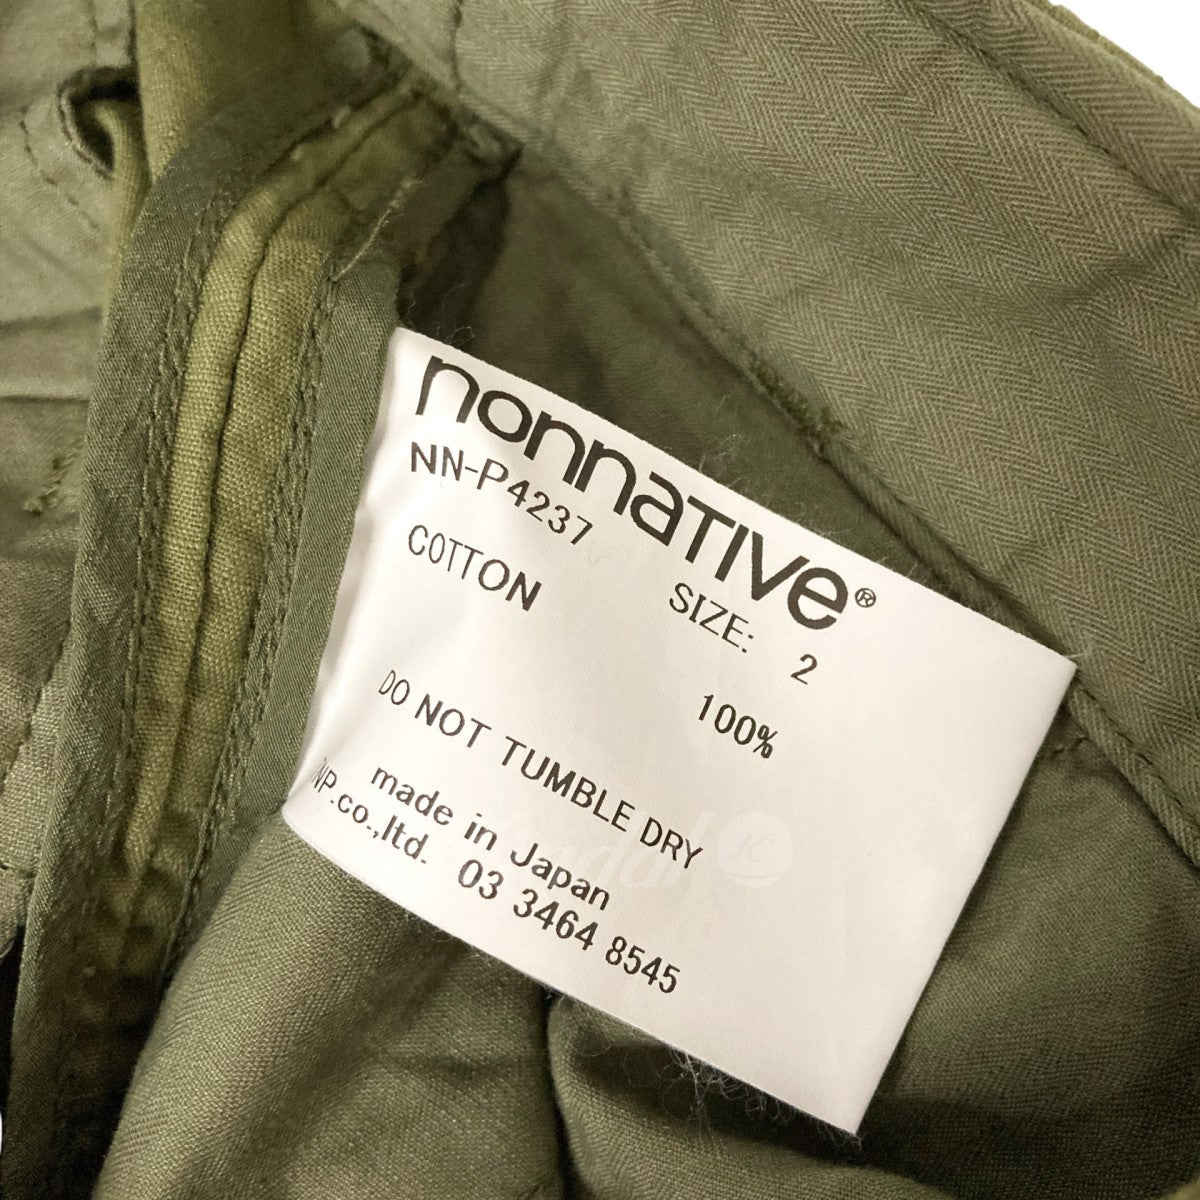 nonnaTIve®
NN-P4237 SIZE: 2
COTTON 100%
DO NOT TUMBLE DRY
made in Japan
NP.co.,ltd. 03 3464 8545